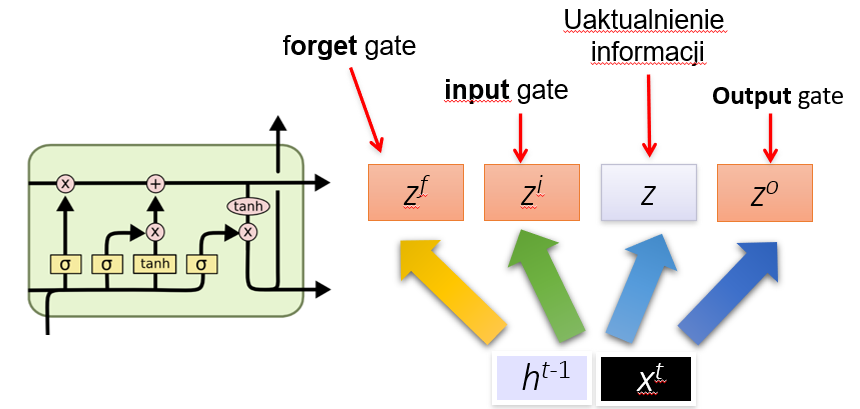 forget gate
Uaktualnienie
informacji
input gate
Output gate
x
+
tanh
x
x
σ
σ
tanh
σ
z^f
z^i
z
z^o
h^{t-1}
x^t